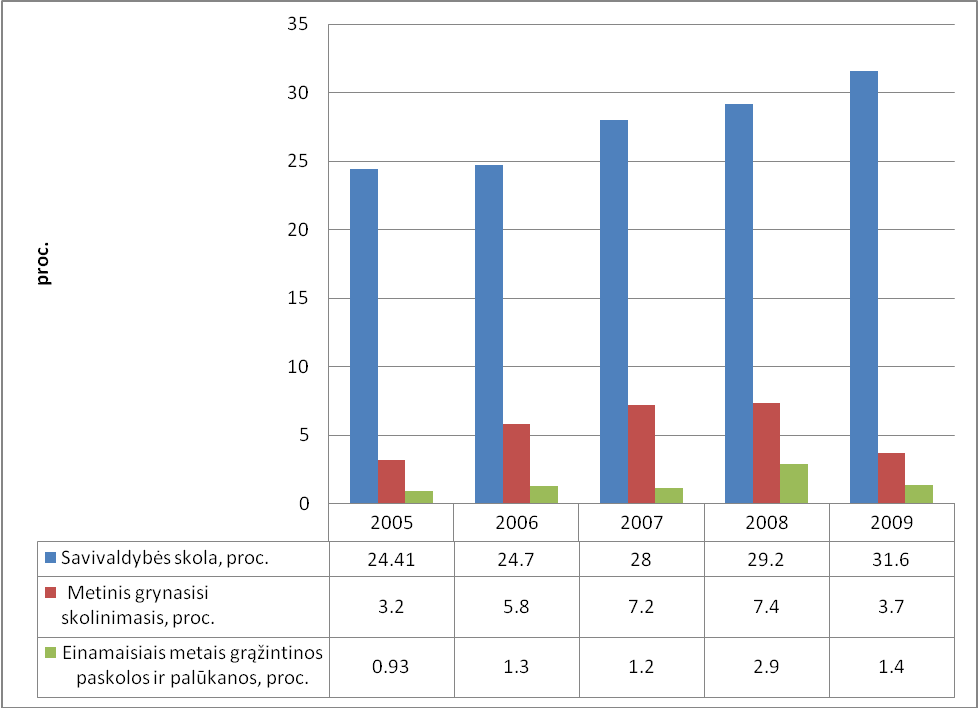 35
30
25
20
15
10
5
0
proc.
2005 2006 2007 2008 2009
Savivaldybės skola, proc. 24.41 24.7 28 29.2 31.6
Metinis grynasisi
skolinimasis, proc. 3.2 5.8 7.2 7.4 3.7
Einamaisiais metais grąžintinos
paskolos ir palūkanos, proc. 0.93 1.3 1.2 2.9 1.4